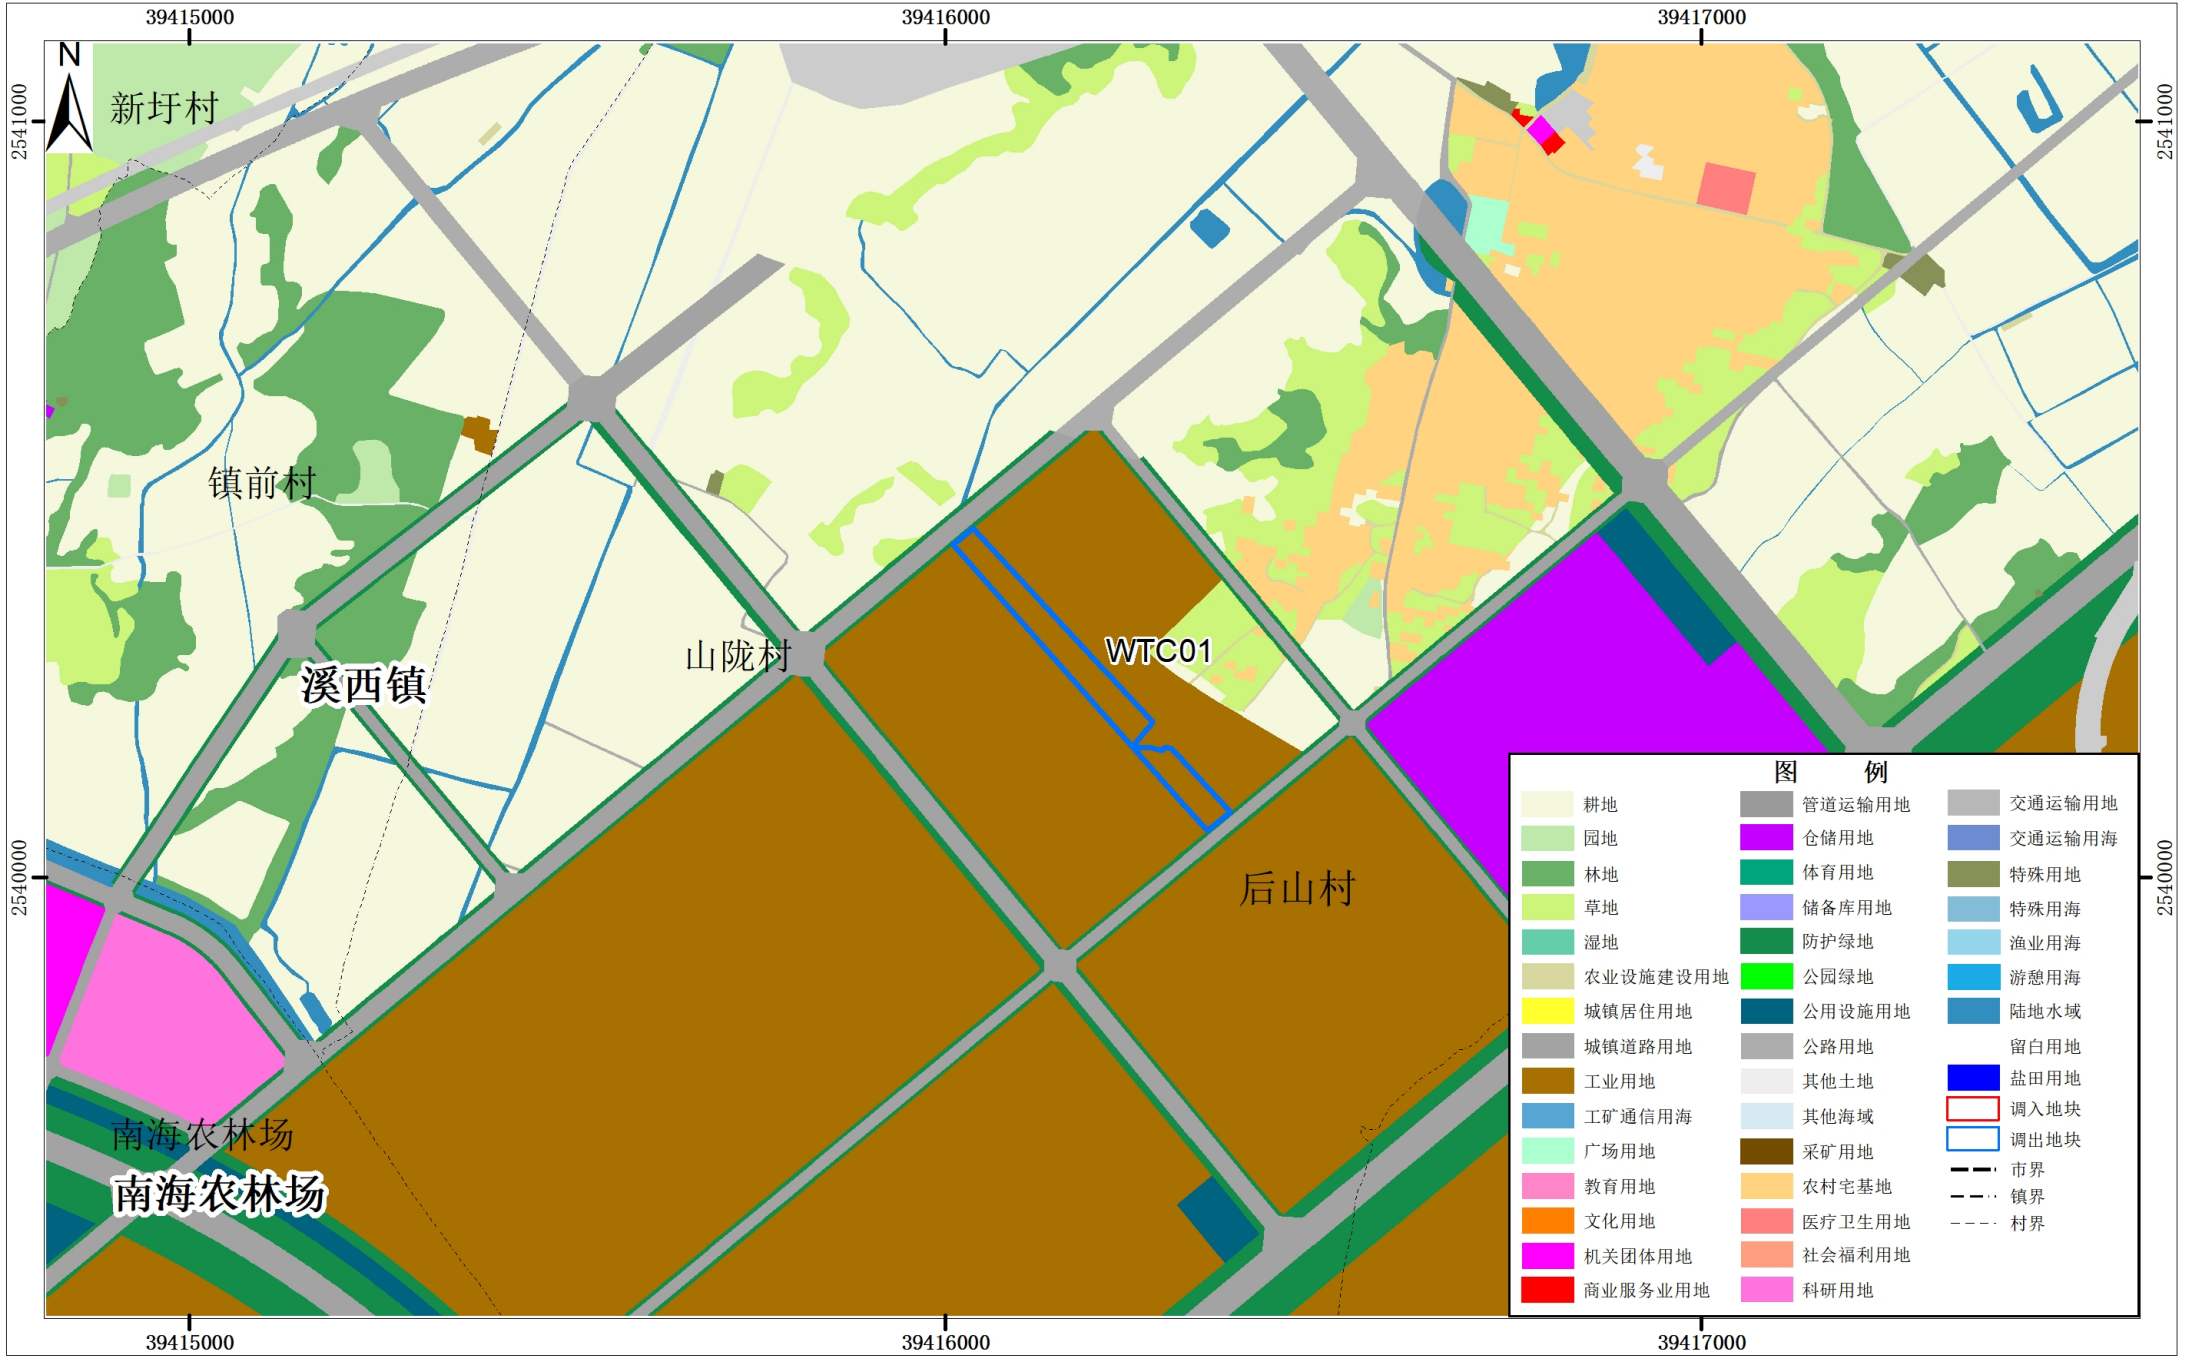 39415000
39416000
39417000
N
2541000
2541000
新圩村
镇前村
山陇村
WTC01
溪西镇
后山村
2540000
2540000
南海农林场
南海农林场
图 例
耕地
园地
林地
草地
湿地
农业设施建设用地
城镇居住用地
城镇道路用地
工业用地
工矿通信用海
广场用地
教育用地
文化用地
机关团体用地
商业服务业用地
管道运输用地
仓储用地
体育用地
储备库用地
防护绿地
公园绿地
公用设施用地
公路用地
其他土地
其他海域
采矿用地
农村宅基地
医疗卫生用地
社会福利用地
科研用地
交通运输用地
交通运输用海
特殊用地
特殊用海
渔业用海
游憩用海
陆地水域
留白用地
盐田用地
调入地块
调出地块
市界
镇界
村界
39415000
39416000
39417000